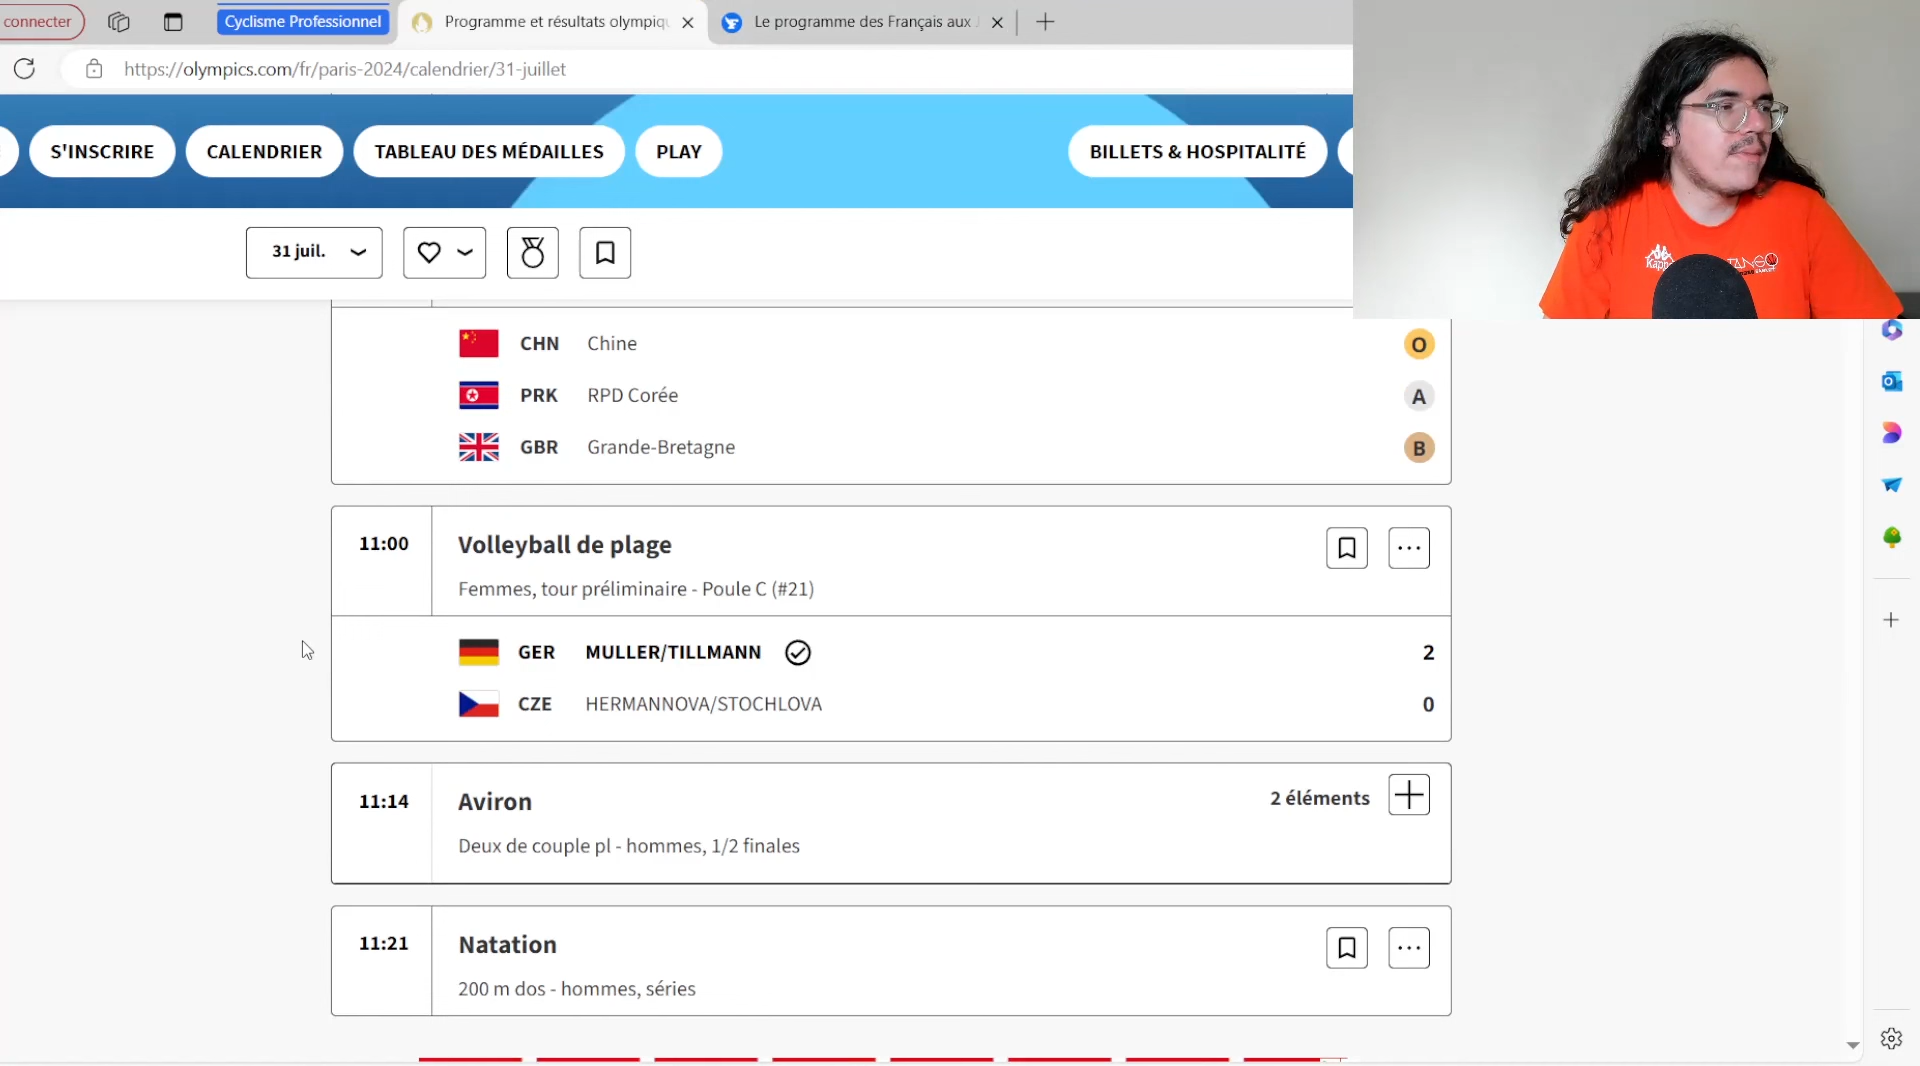 connecter
Cyclisme Professionnel
Programme et résultats olympiqu
Le programme des Français aux J
https://olympics.com/fr/paris-2024/calendrier/31-juillet
S'INSCRIRE
CALENDRIER
TABLEAU DES MÉDAILLES
PLAY
BILLETS & HOSPITALITÉ
31 juil.
CHN Chine O
PRK RPD Corée A
GBR Grande-Bretagne B
11:00 Volleyball de plage
Femmes, tour préliminaire - Poule C (#21)
GER MULLER/TILLMANN 2
CZE HERMANNOVA/STOCHLOVA 0
11:14 Aviron 2 éléments
Deux de couple pl - hommes, 1/2 finales
11:21 Natation
200 m dos - hommes, séries
Kappa